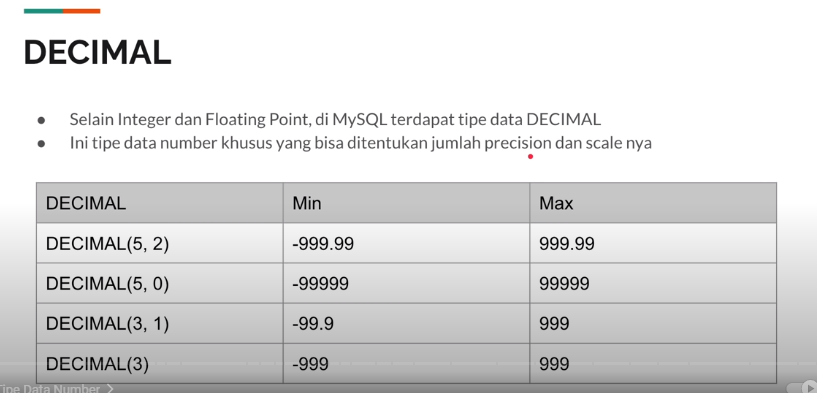 DECIMAL
Selain Integer dan Floating Point, di MySQL terdapat tipe data DECIMAL
Ini tipe data number khusus yang bisa ditentukan jumlah precision dan scale nya
DECIMAL Min Max
DECIMAL(5, 2) -999.99 999.99
DECIMAL(5, 0) -99999 99999
DECIMAL(3, 1) -99.9 999
DECIMAL(3) -999 999
Tipe Data Number